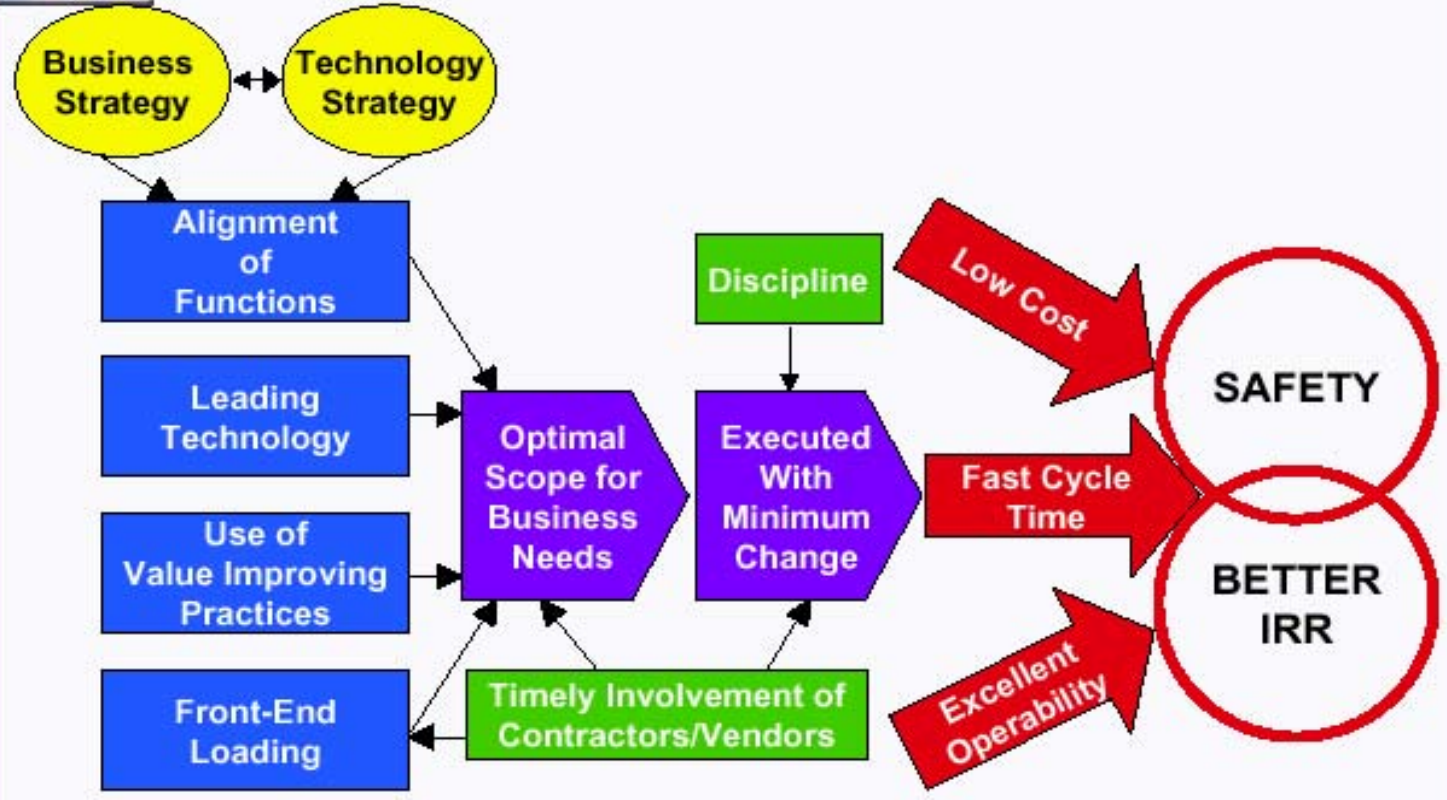 Business
Strategy
Technology
Strategy
Alignment
of
Functions
Leading
Technology
Use of
Value Improving
Practices
Front-End
Loading
Optimal
Scope for
Business
Needs
Discipline
Executed
With
Minimum
Change
Timely Involvement of
Contractors/Vendors
Low Cost
Fast Cycle
Time
Excellent
Operability
SAFETY
BETTER
IRR